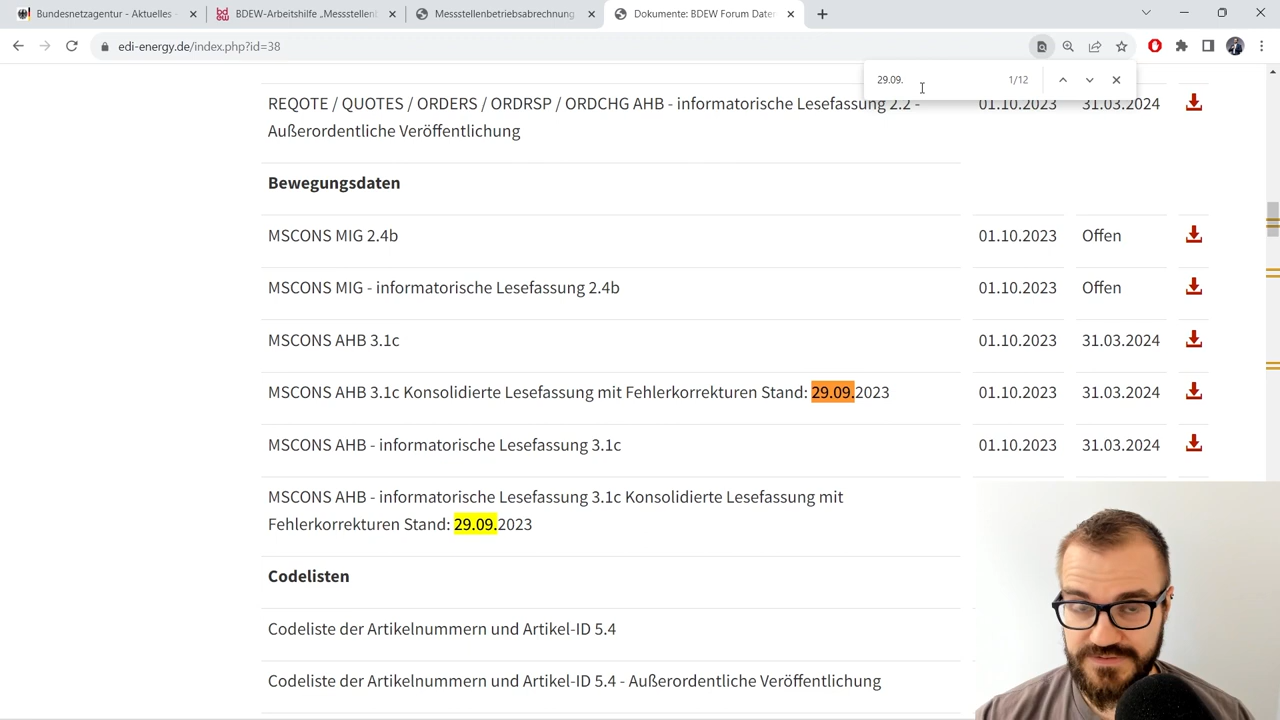 Bundesnetzagentur - Aktuelles -
BDEW-Arbeitshilfe „Messstellenb
Messstellenbetriebsabrechnung
Dokumente: BDEW Forum Daten
edi-energy.de/index.php?id=38
29.09.
1/12
REQOTE / QUOTES / ORDERS / ORDRSP / ORDCHG AHB - informatorische Lesefassung 2.2 - 01.10.2023 31.03.2024
Außerordentliche Veröffentlichung
Bewegungsdaten
MSCONS MIG 2.4b 01.10.2023 Offen
MSCONS MIG - informatorische Lesefassung 2.4b 01.10.2023 Offen
MSCONS AHB 3.1c 01.10.2023 31.03.2024
MSCONS AHB 3.1c Konsolidierte Lesefassung mit Fehlerkorrekturen Stand: 29.09.2023 01.10.2023 31.03.2024
MSCONS AHB - informatorische Lesefassung 3.1c 01.10.2023 31.03.2024
MSCONS AHB - informatorische Lesefassung 3.1c Konsolidierte Lesefassung mit
Fehlerkorrekturen Stand: 29.09.2023
Codelisten
Codeliste der Artikelnummern und Artikel-ID 5.4
Codeliste der Artikelnummern und Artikel-ID 5.4 - Außerordentliche Veröffentlichung